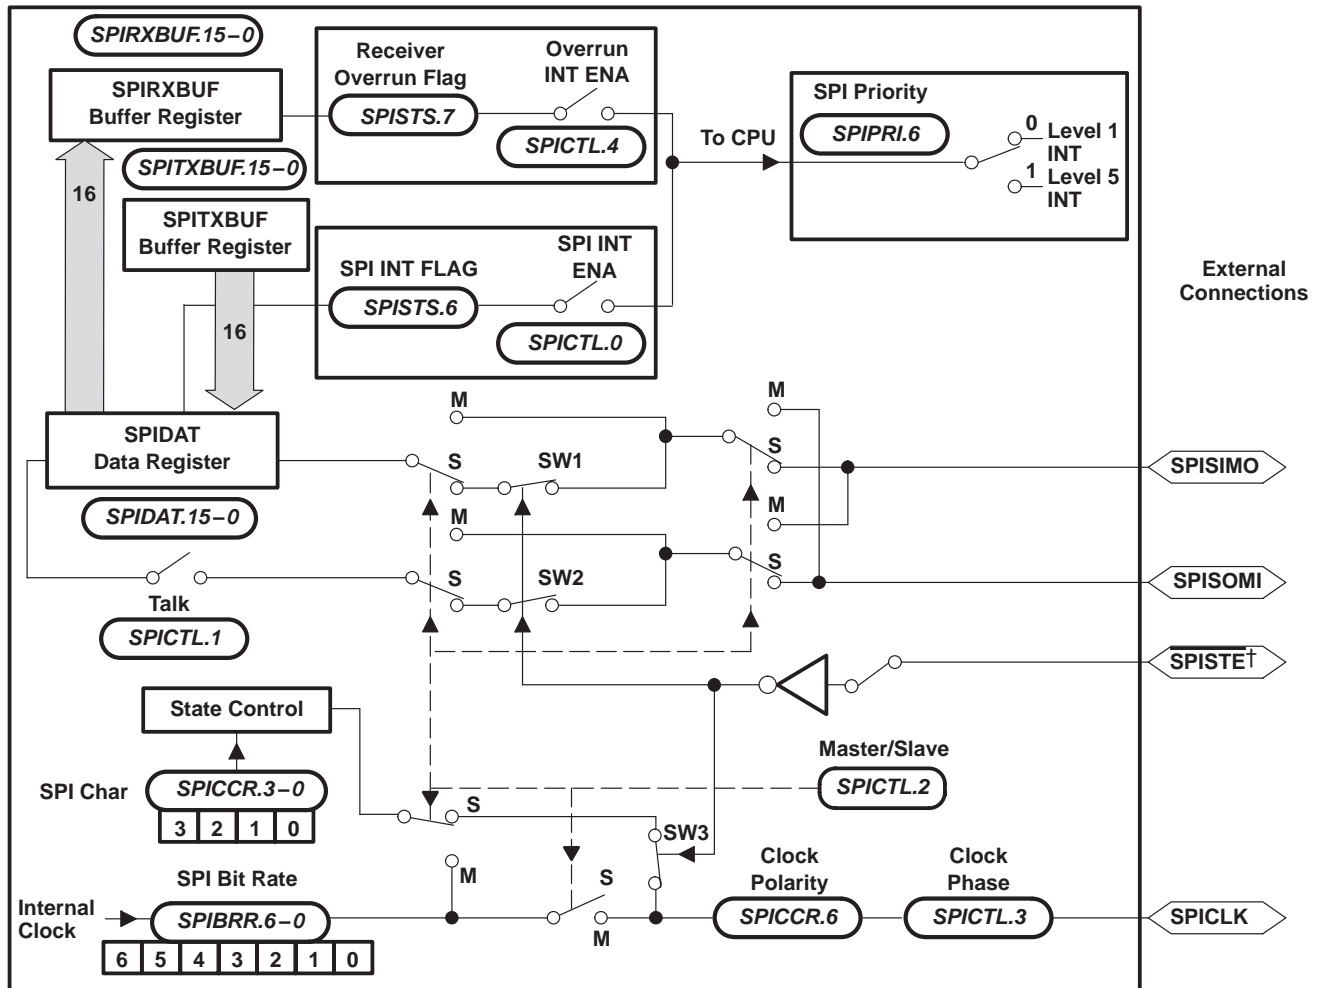 SPIRXBUF.15–0
SPIRXBUF
Buffer Register
Receiver
Overrun Flag
SPISTS.7
Overrun
INT ENA
SPICTL.4
To CPU
SPI Priority
SPIPRI.6
0
Level 1
INT
1
Level 5
INT
SPITXBUF.15–0
16
SPITXBUF
Buffer Register
16
SPI INT FLAG
SPISTS.6
SPI INT
ENA
SPICTL.0
External
Connections
SPIDAT
Data Register
SPIDAT.15–0
M
S
SW1
M
S
SPISIMO
M
S
SW2
M
S
SPISOMI
Talk
SPICTL.1
SPISTE†
State Control
Master/Slave
SPICTL.2
SPI Char
SPICCR.3–0
3 2 1 0
S
M
SW3
SPI Bit Rate
Internal
Clock
SPIBRR.6–0
6 5 4 3 2 1 0
S
M
Clock
Polarity
SPICCR.6
Clock
Phase
SPICTL.3
SPICLK